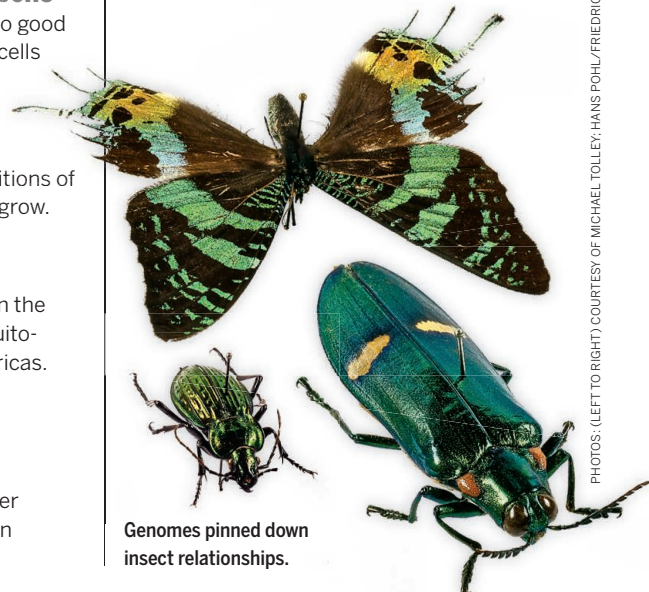 o good
cells
itions of
grow.
n the
uito-
ricas.
er
n
Genomes pinned down
insect relationships.
PHOTOS: (LEFT TO RIGHT) COURTESY OF MICHAEL TOLLEY; HANS POHL/FRIEDRIC